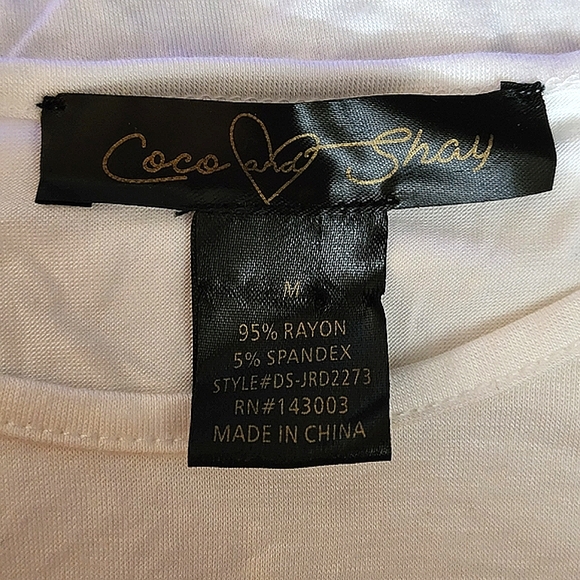 Coco and Shay
M
95% RAYON
5% SPANDEX
STYLE#DS-JRD2273
RN#143003
MADE IN CHINA